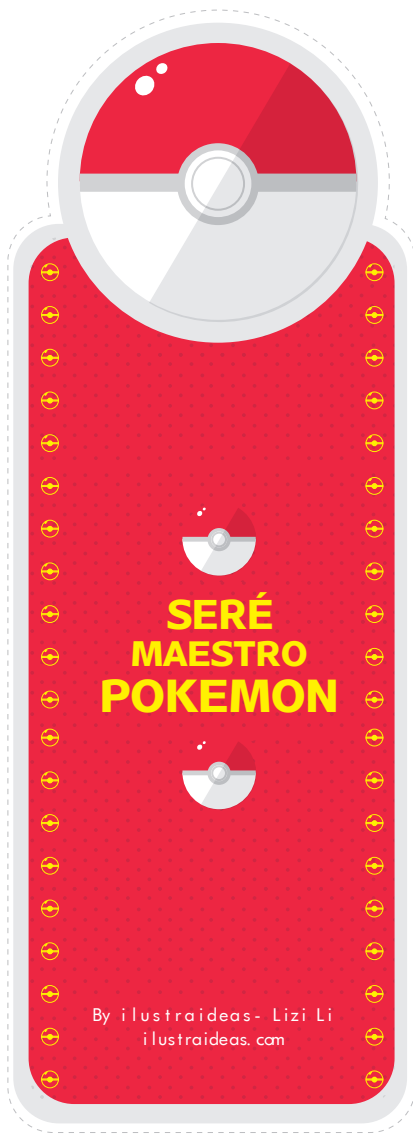 SERÉ
MAESTRO
POKEMON
By ilustraideas- Lizi Li
ilustraideas.com